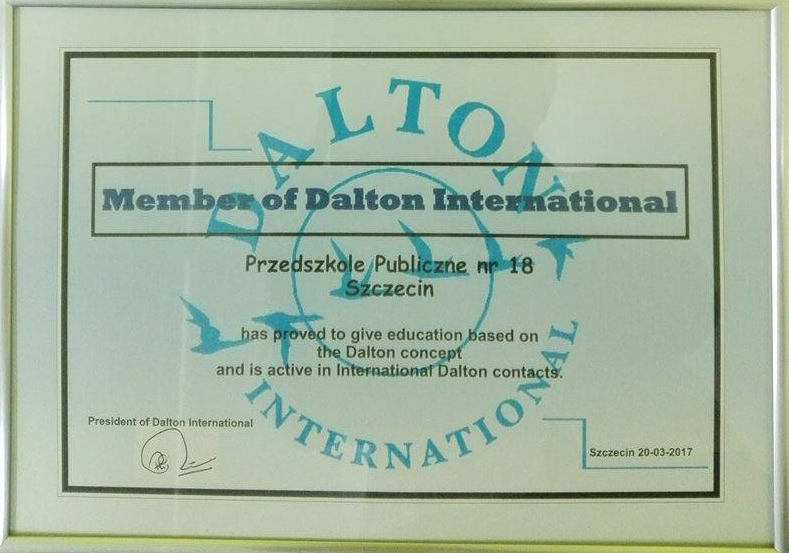 DALTON
Member of Dalton International
Przedszkole Publiczne nr 18
Szczecin
has proved to give education based on
the Dalton concept
and is active in International Dalton contacts.
INTERNATIONAL
President of Dalton International
Szczecin 20-03-2017